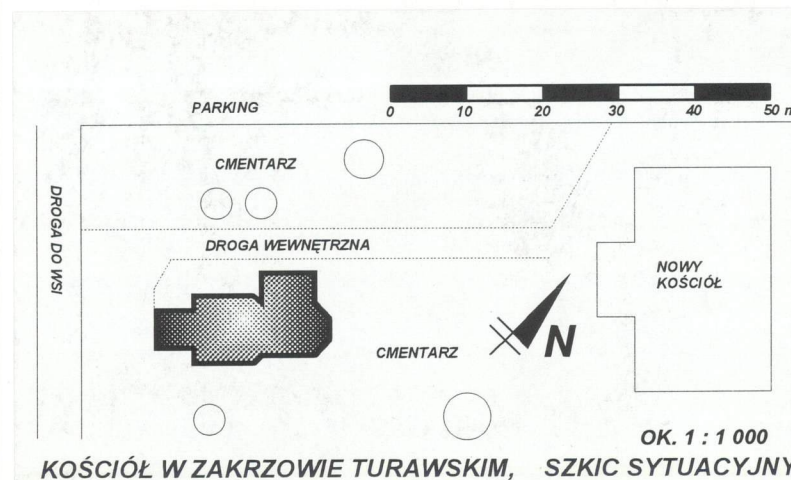 PARKING
0 10 20 30 40 50 m
CMENTARZ
DROGA DO WSI
DROGA WEWNĘTRZNA
NOWY
KOŚCIÓŁ
N
CMENTARZ
OK. 1 : 1 000
KOŚCIÓŁ W ZAKRZOWIE TURAWSKIM, SZKIC SYTUACYJNY